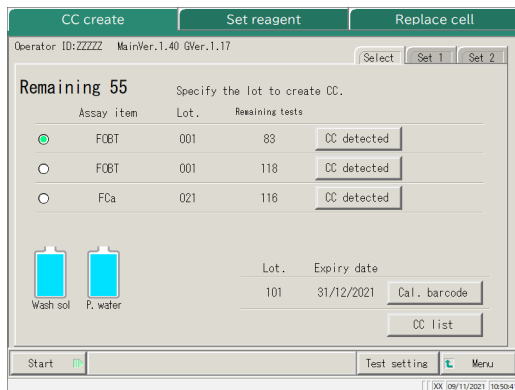 CC create Set reagent Replace cell
Operator ID:ZZZZZ MainVer.1.40 GVer.1.17
Select Set 1 Set 2
Remaining 55 Specify the lot to create CC.
Assay item Lot. Remaining tests
FOBT 001 83 CC detected
FOBT 001 118 CC detected
FCa 021 116 CC detected
Lot. Expiry date
101 31/12/2021 Cal. barcode
Wash sol P. water
CC list
Start Test setting Menu
XX 09/11/2021 10:50:4